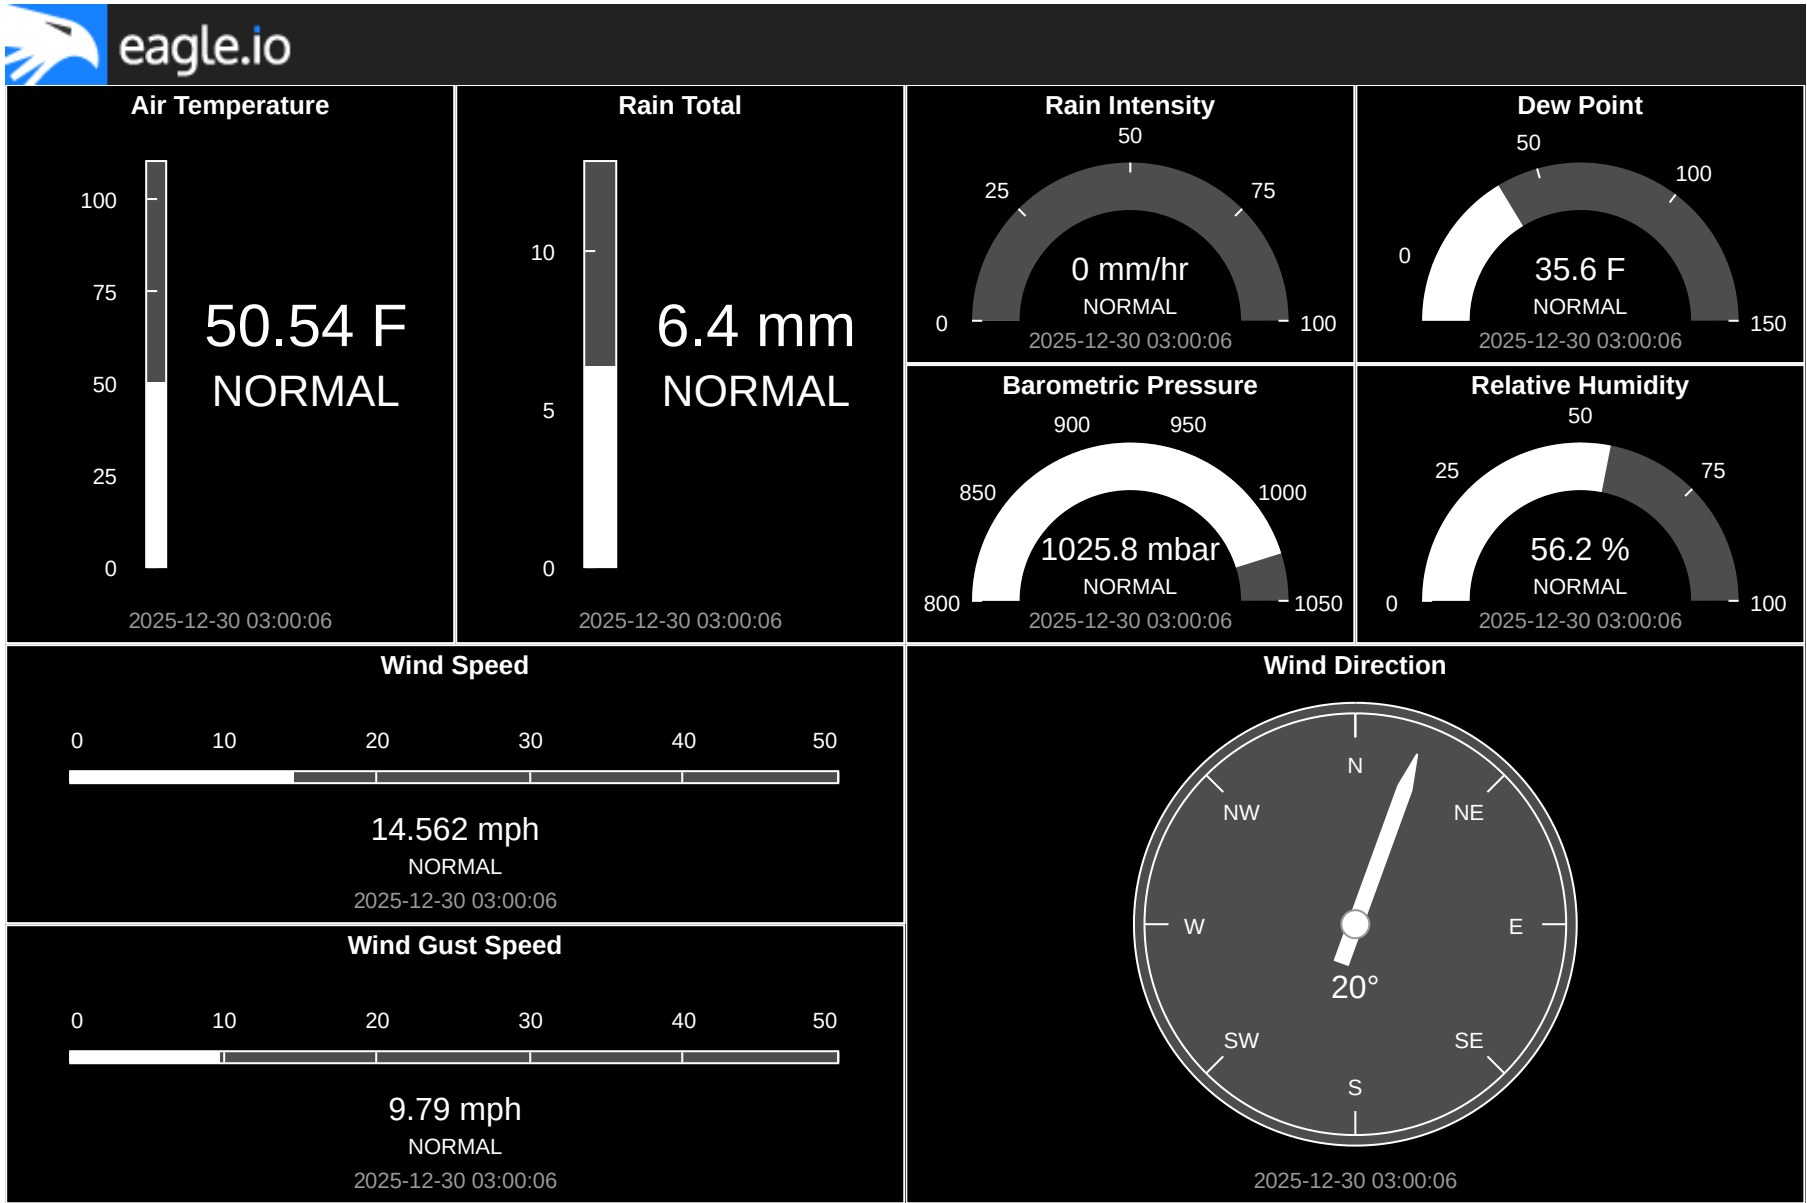 eagle.io
Air Temperature
100
75
50
25
0
50.54 F
NORMAL
2025-12-30 03:00:06
Rain Total
10
5
0
6.4 mm
NORMAL
2025-12-30 03:00:06
Rain Intensity
0
25
50
75
100
0 mm/hr
NORMAL
2025-12-30 03:00:06
Dew Point
0
50
100
150
35.6 F
NORMAL
2025-12-30 03:00:06
Barometric Pressure
800
850
900
950
1000
1050
1025.8 mbar
NORMAL
2025-12-30 03:00:06
Relative Humidity
0
25
50
75
100
56.2 %
NORMAL
2025-12-30 03:00:06
Wind Speed
0 10 20 30 40 50
14.562 mph
NORMAL
2025-12-30 03:00:06
Wind Gust Speed
0 10 20 30 40 50
9.79 mph
NORMAL
2025-12-30 03:00:06
Wind Direction
N
NW NE
W E
20°
SW SE
S
2025-12-30 03:00:06